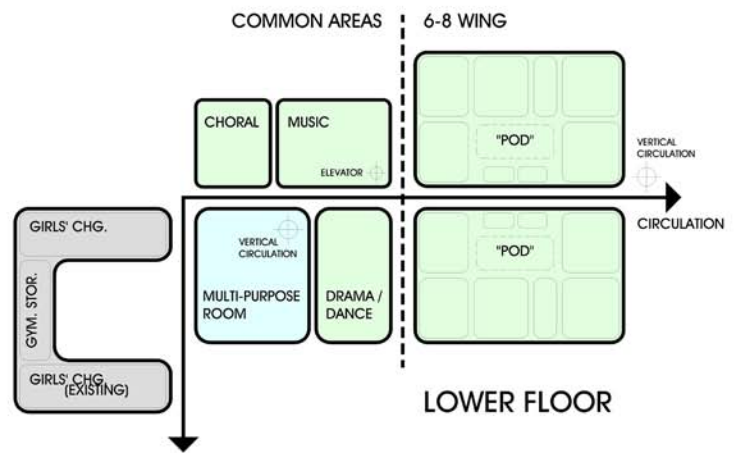 COMMON AREAS
6-8 WING
CHORAL
MUSIC
ELEVATOR
"POD"
VERTICAL
CIRCULATION
CIRCULATION
GIRLS' CHG.
GYM. STOR.
GIRLS' CHG.
(EXISTING)
VERTICAL
CIRCULATION
MULTI-PURPOSE
ROOM
DRAMA /
DANCE
"POD"
LOWER FLOOR